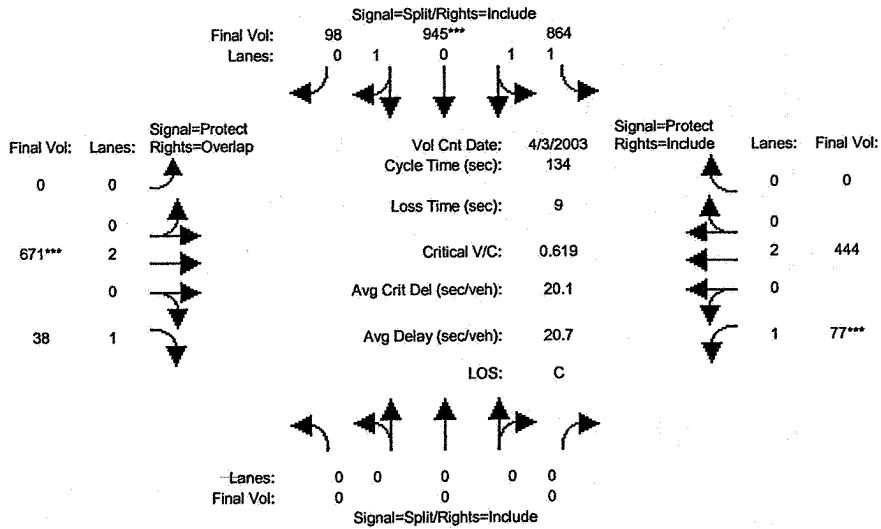 Signal=Split/Rights=Include
Final Vol: 98 945*** 864
Lanes: 0 1 0 1 1
Signal=Protect
Final Vol: Lanes: Rights=Overlap
Vol Cnt Date: 4/3/2003
Signal=Protect
Rights=Include Lanes: Final Vol:
Cycle Time (sec): 134
0 0
0 0
Loss Time (sec): 9
0
0
671*** 2
Critical V/C: 0.619
2 444
0
Avg Crit Del (sec/veh): 20.1
0
38 1
Avg Delay (sec/veh): 20.7
1 77***
LOS: C
Lanes: 0 0 0 0 0
Final Vol: 0 0 0
Signal=Split/Rights=Include